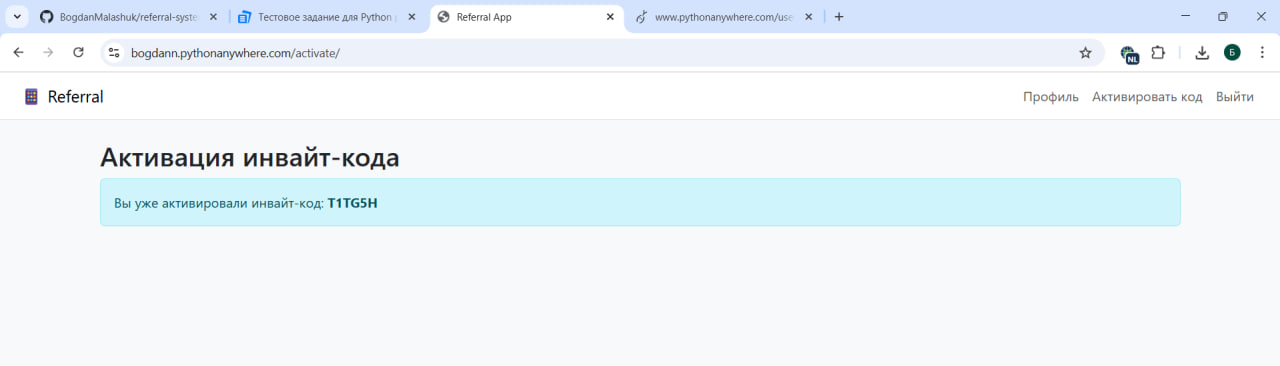 BogdanMalashuk/referral-syste
Тестовое задание для Python р
Referral App
www.pythonanywhere.com/use
bogdann.pythonanywhere.com/activate/
NL
Б
Referral
Профиль Активировать код Выйти
Активация инвайт-кода
Вы уже активировали инвайт-код: T1TG5H